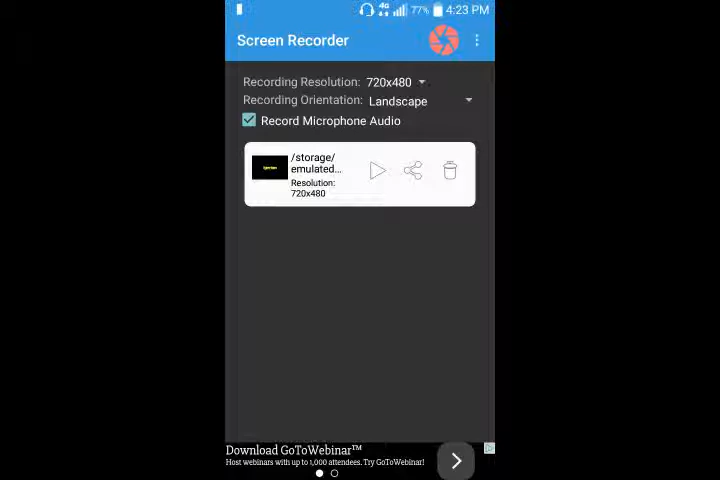 4G 77% 4:23 PM
Screen Recorder
Recording Resolution: 720x480
Recording Orientation: Landscape
Record Microphone Audio
/storage/
emulated...
Resolution:
720x480
Download GoToWebinar™
Host webinars with up to 1,000 attendees. Try GoToWebinar!